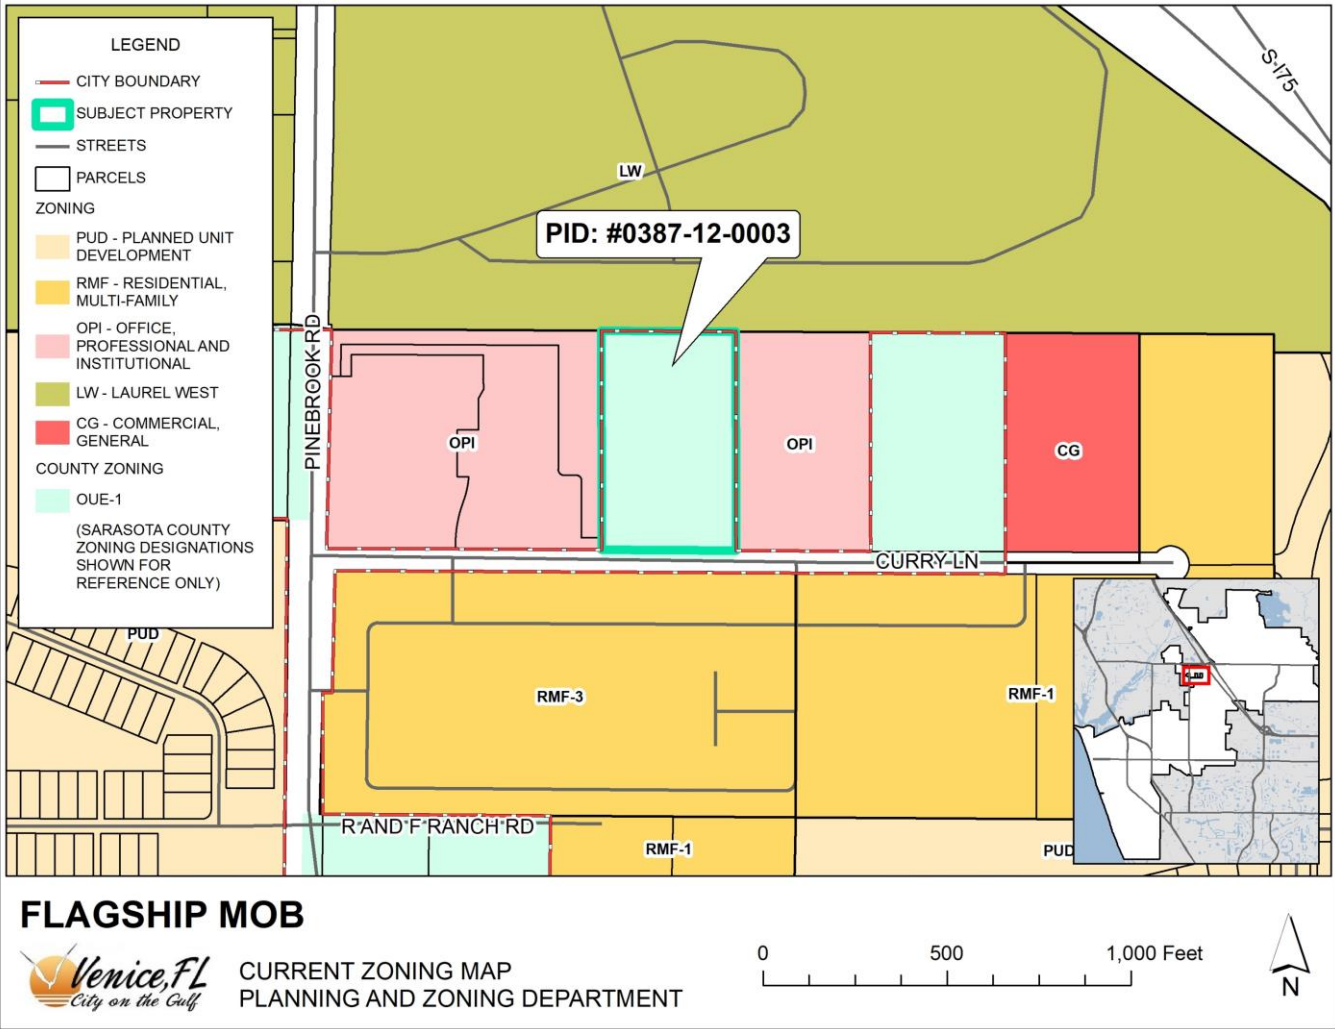 LEGEND
CITY BOUNDARY
SUBJECT PROPERTY
STREETS
PARCELS
ZONING
PUD - PLANNED UNIT
DEVELOPMENT
RMF - RESIDENTIAL,
MULTI-FAMILY
OPI - OFFICE,
PROFESSIONAL AND
INSTITUTIONAL
LW - LAUREL WEST
CG - COMMERCIAL,
GENERAL
COUNTY ZONING
OUE-1
(SARASOTA COUNTY
ZONING DESIGNATIONS
SHOWN FOR
REFERENCE ONLY)
S-I75
LW
PID: #0387-12-0003
PINEBROOK RD
OPI
OPI
CG
CURRY LN
PUD
RMF-3
RMF-1
R AND F RANCH RD
RMF-1
PUD
FLAGSHIP MOB
Venice, FL
City on the Gulf
CURRENT ZONING MAP
PLANNING AND ZONING DEPARTMENT
0 500 1,000 Feet
N